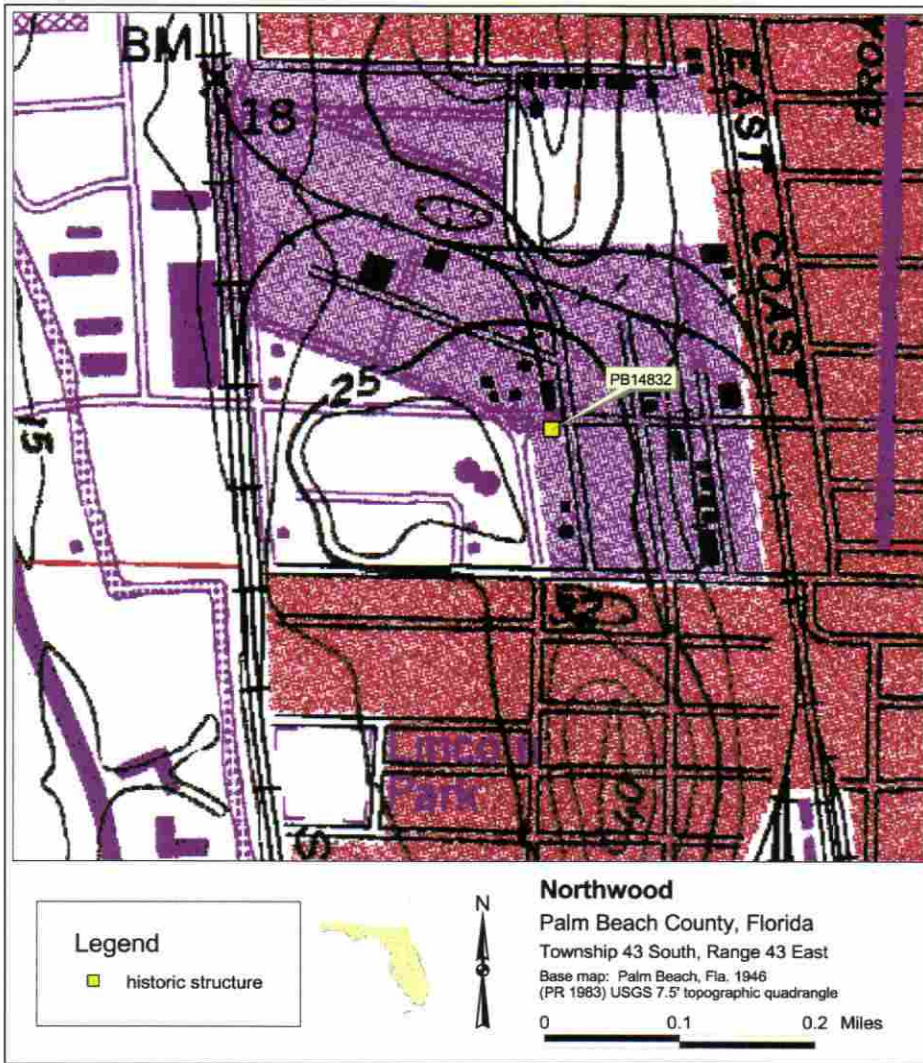 BM
18
EAST COAST
25
15
PB14832
Lincoln
Park
S
Legend
historic structure
N
Northwood
Palm Beach County, Florida
Township 43 South, Range 43 East
Base map: Palm Beach, Fla. 1946
(PR 1983) USGS 7.5' topographic quadrangle
0 0.1 0.2 Miles